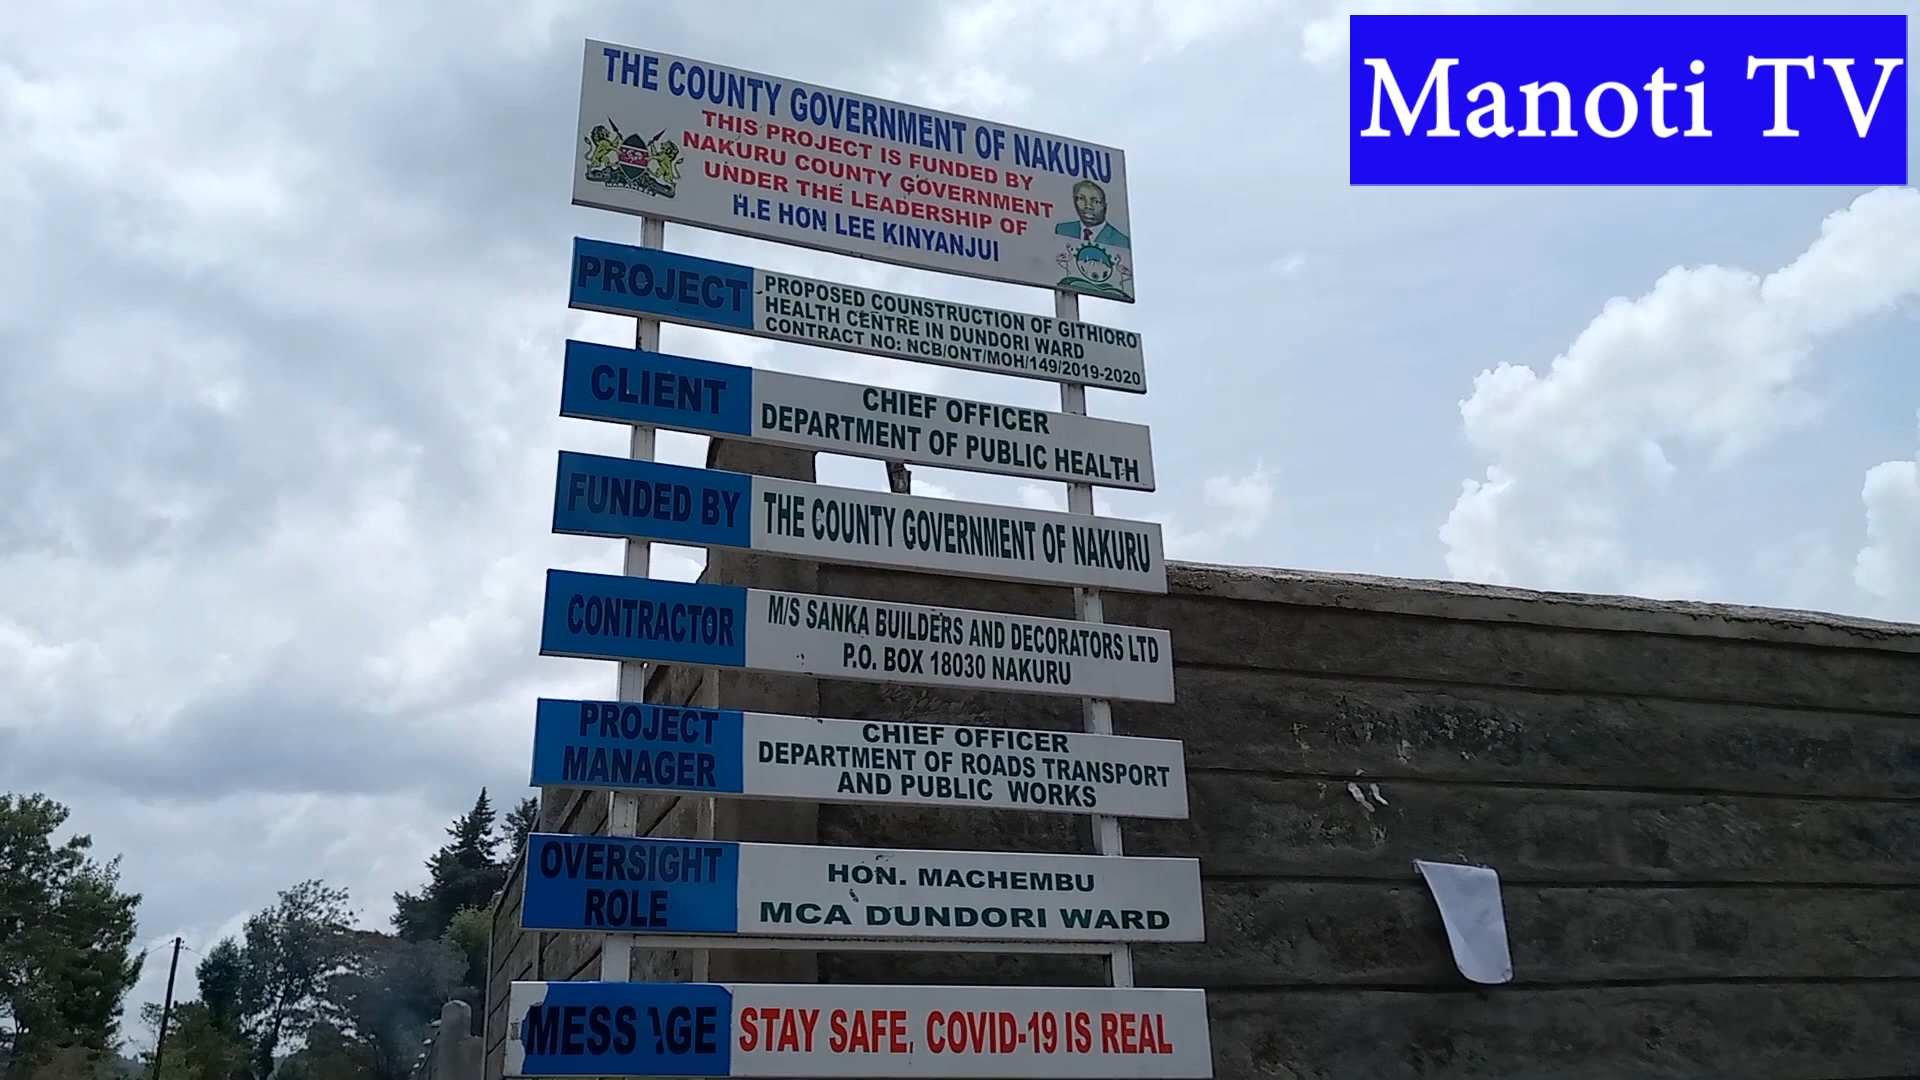 Manoti TV
THE COUNTY GOVERNMENT OF NAKURU
THIS PROJECT IS FUNDED BY
NAKURU COUNTY GOVERNMENT
UNDER THE LEADERSHIP OF
H.E HON LEE KINYANJUI
HARAMBEE
PROJECT
PROPOSED COUNSTRUCTION OF GITHIORO
HEALTH CENTRE IN DUNDORI WARD
CONTRACT NO: NCB/ONT/MOH/149/2019-2020
CLIENT
CHIEF OFFICER
DEPARTMENT OF PUBLIC HEALTH
FUNDED BY
THE COUNTY GOVERNMENT OF NAKURU
CONTRACTOR
M/S SANKA BUILDERS AND DECORATORS LTD
P.O. BOX 18030 NAKURU
PROJECT
MANAGER
CHIEF OFFICER
DEPARTMENT OF ROADS TRANSPORT
AND PUBLIC WORKS
OVERSIGHT
ROLE
HON. MACHEMBU
MCA DUNDORI WARD
MESSAGE
STAY SAFE, COVID-19 IS REAL